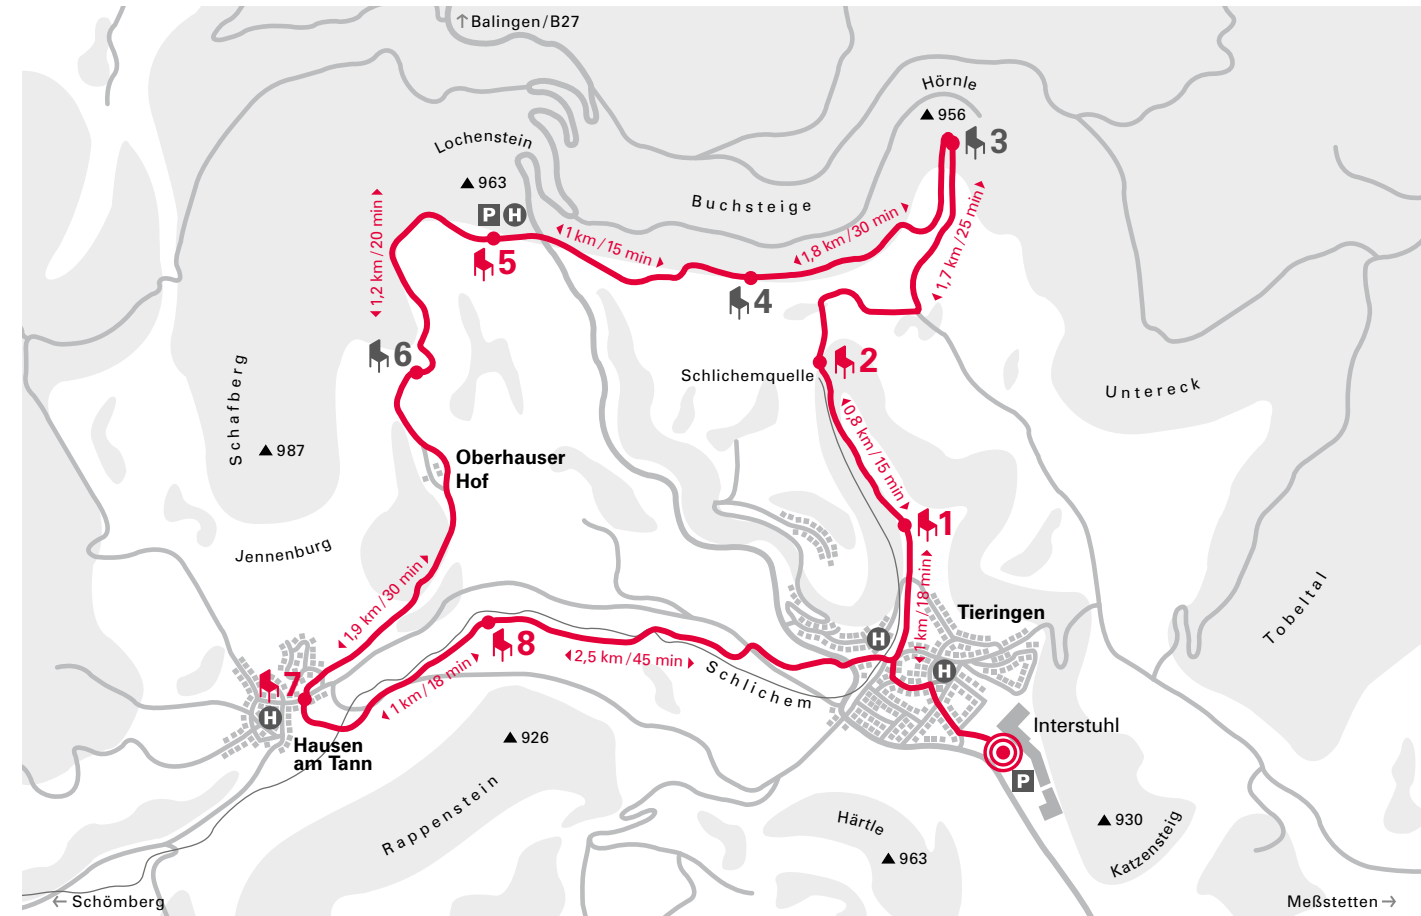 ↑ Balingen/B27
Hörnle
▲ 956
3
Lochenstein
▲ 963
P H
Buchsteige
1,2 km/20 min
1 km/15 min
1,8 km/30 min
1,7 km/25 min
5
4
6
2
Schlichemquelle
Schafberg
Untereck
▲ 987
0,8 km/15 min
Oberhauser
Hof
1
Jennenburg
1,9 km/30 min
1 km/18 min
Tieringen
Tobeltal
8
H
2,5 km/45 min
H
Schlichem
7
1 km/18 min
H
Hausen
am Tann
Interstuhl
▲ 926
P
Rappenstein
Härtle
▲ 963
▲ 930
Katzensteig
← Schömberg
Meßstetten →